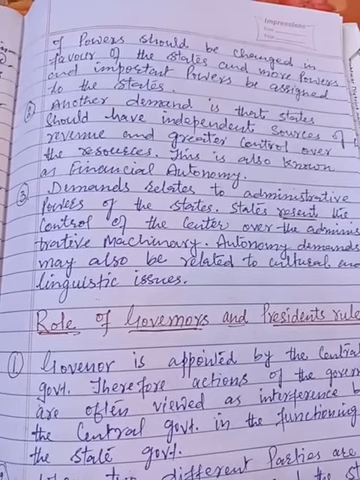 Impressions
of Powers should be changed in
favour of the states and more Powers
and important Powers be assigned
to the states.
② Another demand is that states
should have independent sources of
revenue and greater control over
the resources. This is also known
as Financial Autonomy.
③ Demands relates to administrative
powers of the states. States resent the
control of the center over the adminis
trative Machinary. Autonomy demands
may also be related to cultural and
linguistic issues.
Role of Governors and Presidents rule
① Govenor is appointed by the Central
govt. Therefore actions of the gover
are often viewed as interference b
the Central govt. in the functioning
the state govt.
different Parties are